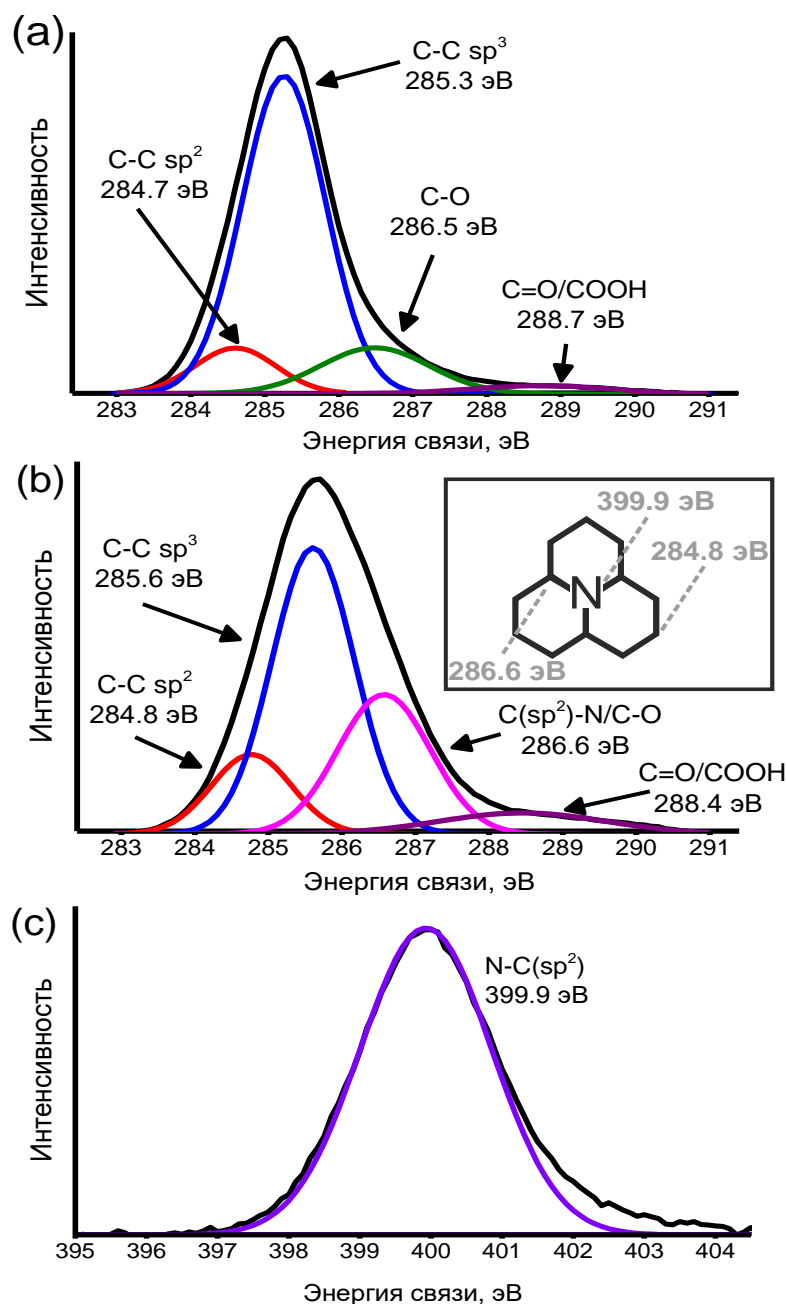 (a)
Интенсивность
C-C sp³
285.3 эВ
C-C sp²
284.7 эВ
C-O
286.5 эВ
C=O/COOH
288.7 эВ
283 284 285 286 287 288 289 290 291
Энергия связи, эВ
(b)
Интенсивность
C-C sp³
285.6 эВ
C-C sp²
284.8 эВ
399.9 эВ
284.8 эВ
N
286.6 эВ
C(sp²)-N/C-O
286.6 эВ
C=O/COOH
288.4 эВ
283 284 285 286 287 288 289 290 291
Энергия связи, эВ
(c)
Интенсивность
N-C(sp²)
399.9 эВ
395 396 397 398 399 400 401 402 403 404
Энергия связи, эВ